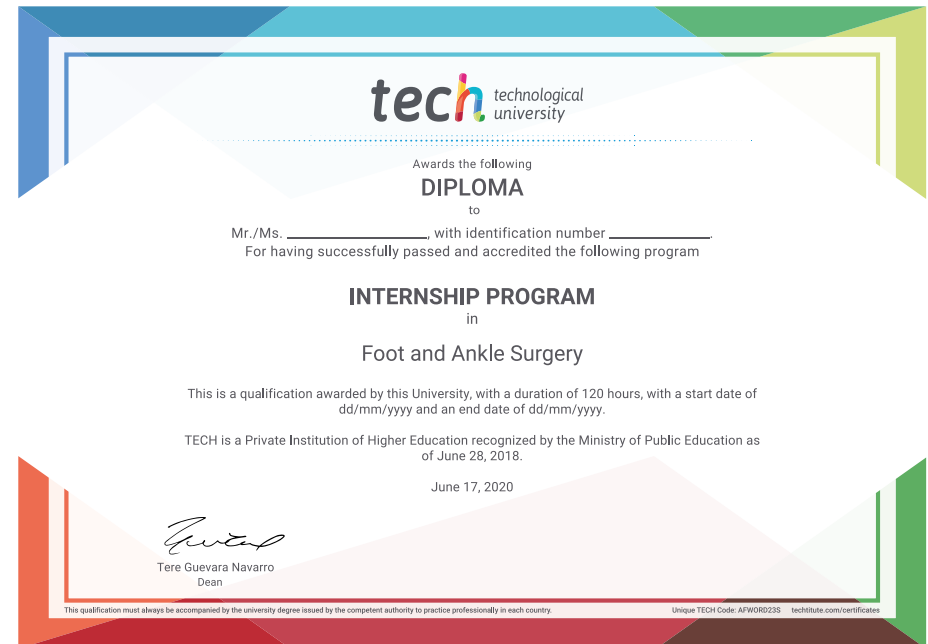 tech technological
university
Awards the following
DIPLOMA
to
Mr./Ms. ____________________, with identification number ______________.
For having successfully passed and accredited the following program
INTERNSHIP PROGRAM
in
Foot and Ankle Surgery
This is a qualification awarded by this University, with a duration of 120 hours, with a start date of
dd/mm/yyyy and an end date of dd/mm/yyyy.
TECH is a Private Institution of Higher Education recognized by the Ministry of Public Education as
of June 28, 2018.
June 17, 2020
Tere Guevara Navarro
Dean
This qualification must always be accompanied by the university degree issued by the competent authority to practice professionally in each country.
Unique TECH Code: AFWORD23S techtitute.com/certificates